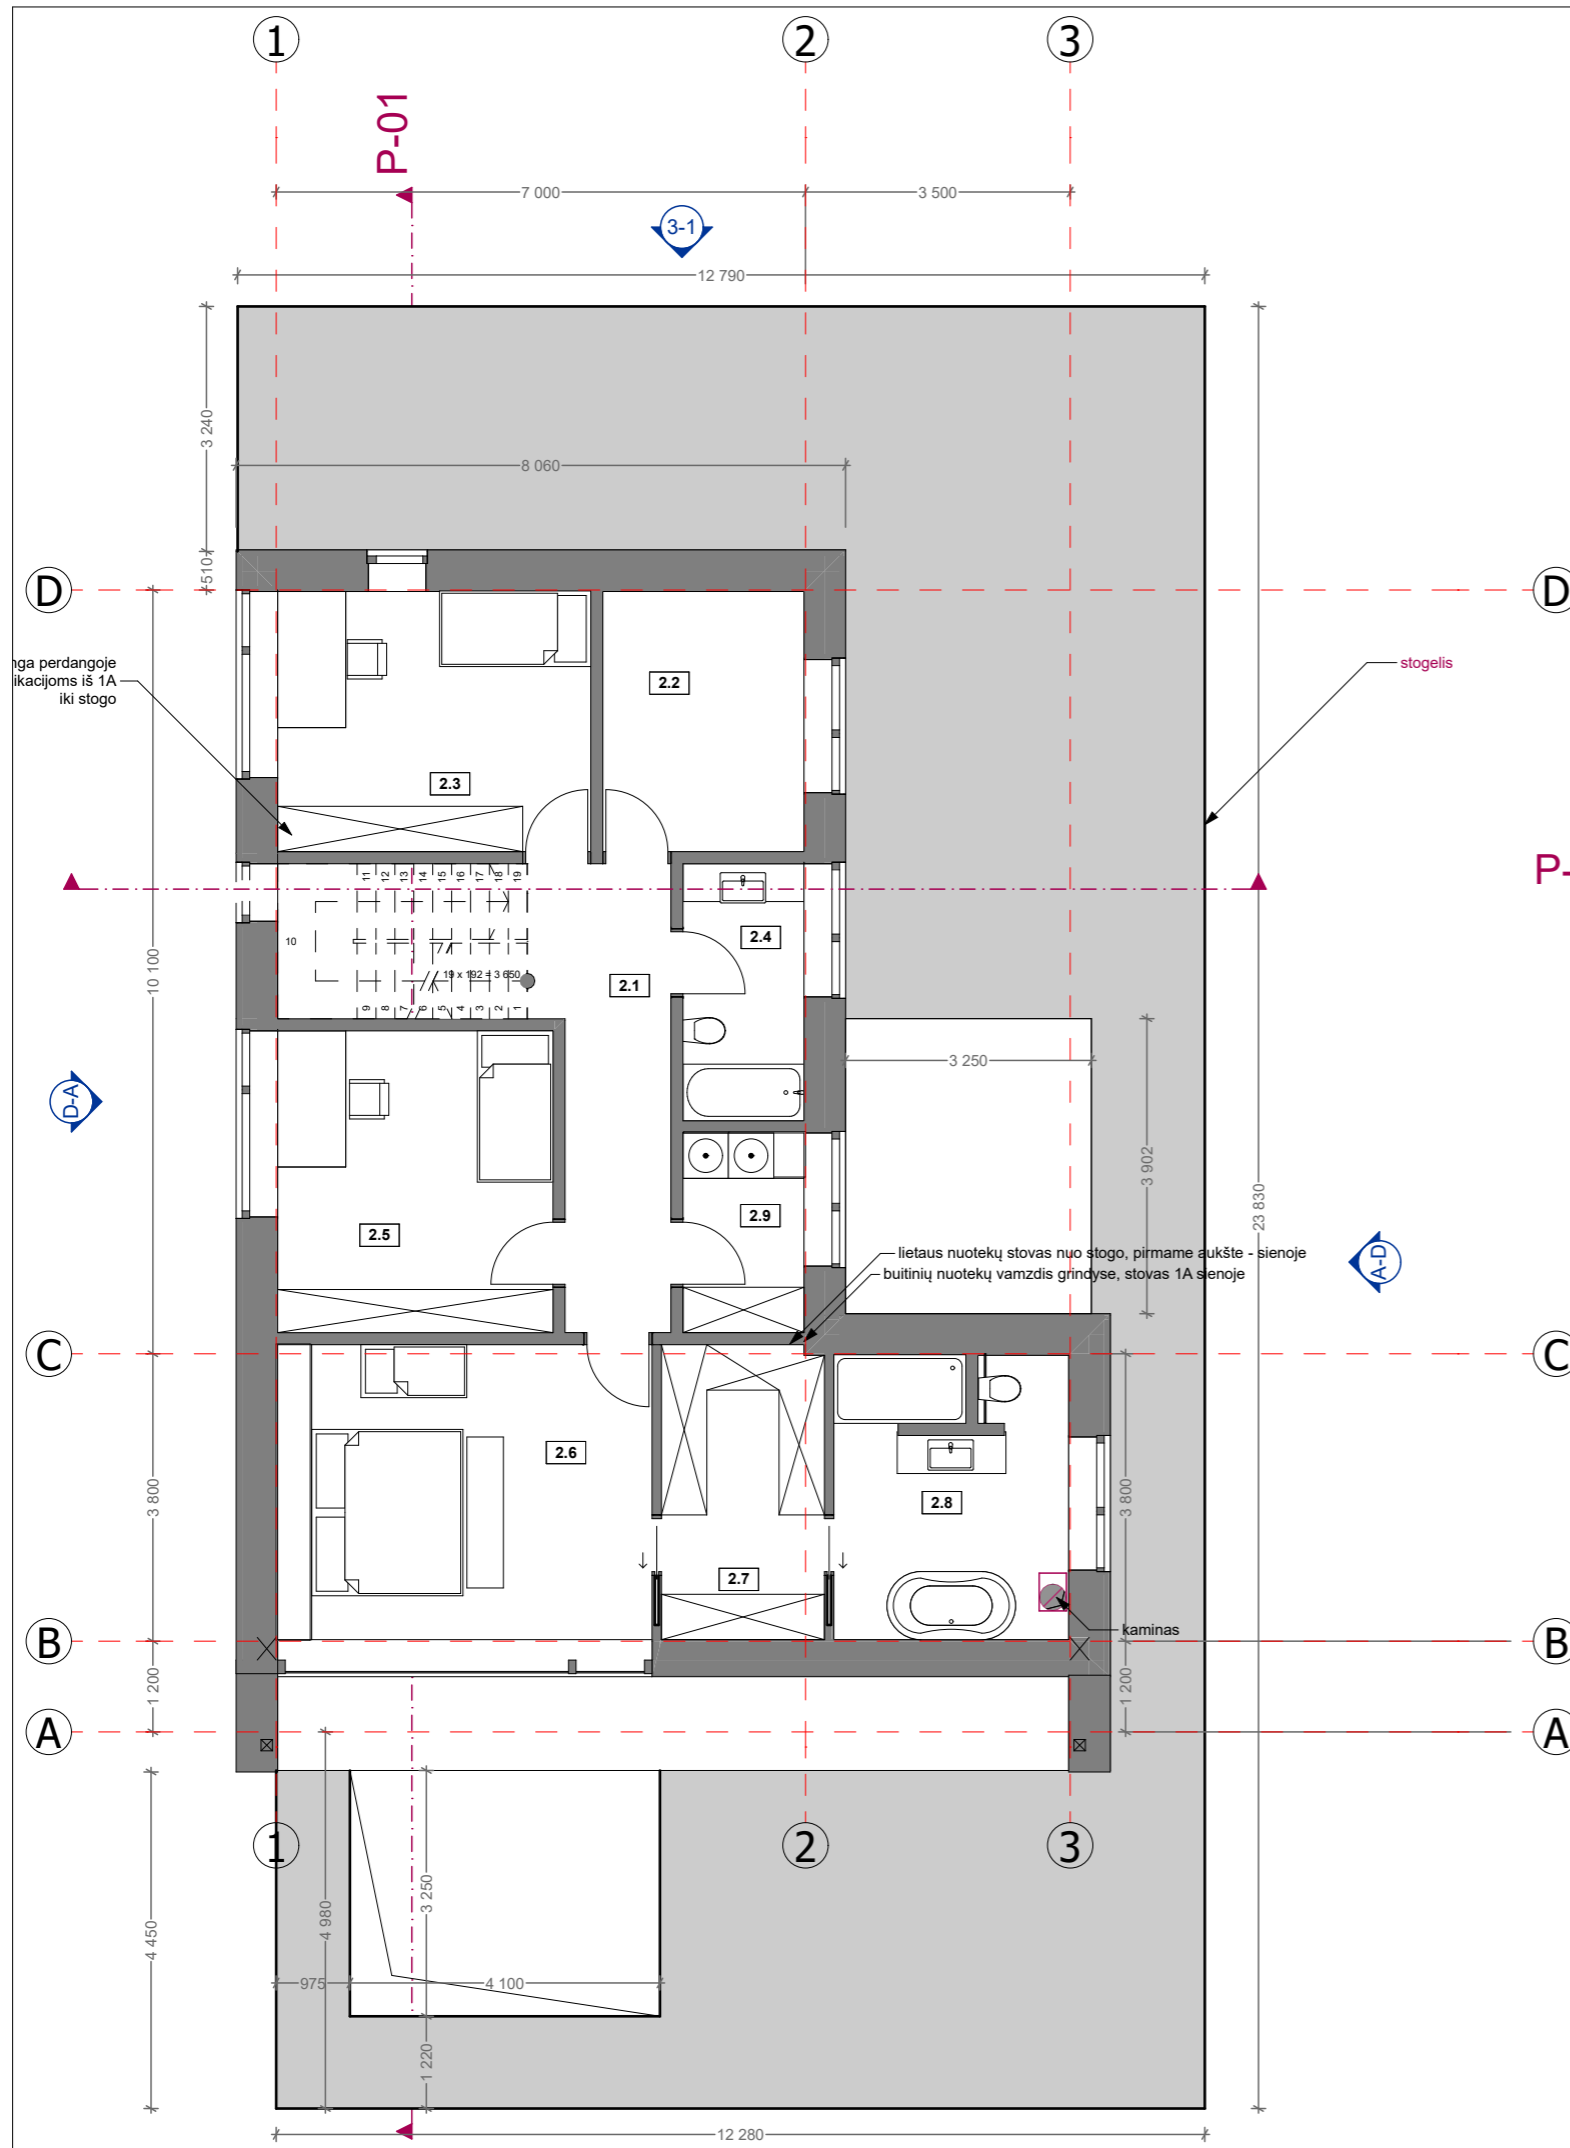 1
2
3
P-01
7 000
3 500
3-1
12 790
3 240
8 060
510
D
D
nga perdangoje
ikacijoms iš 1A
iki stogo
stogelis
2.2
2.3
P-
11
12
13
14
15
16
17
18
19
10
2.4
19 x 192 = 3 650
2.1
9
8
7
6
5
4
3
2
1
10 100
3 250
D-A
3 902
23 830
2.9
2.5
lietaus nuotekų stovas nuo stogo, pirmame aukšte - sienoje
buitinių nuotekų vamzdis grindyse, stovas 1A sienoje
A-D
C
C
2.6
3 800
2.8
3 800
2.7
kaminas
B
B
1 200
1 200
A
A
1
2
3
3 250
4 980
4 450
975
4 100
1 220
12 280